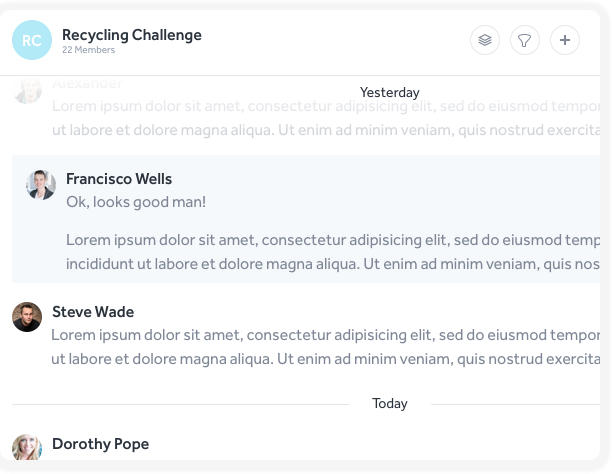 RC
Recycling Challenge
22 Members
Alexander
Yesterday
Lorem ipsum dolor sit amet, consectetur adipisicing elit, sed do eiusmod tempor
ut labore et dolore magna aliqua. Ut enim ad minim veniam, quis nostrud exercita
Francisco Wells
Ok, looks good man!
Lorem ipsum dolor sit amet, consectetur adipisicing elit, sed do eiusmod temp
incididunt ut labore et dolore magna aliqua. Ut enim ad minim veniam, quis nos
Steve Wade
Lorem ipsum dolor sit amet, consectetur adipisicing elit, sed do eiusmod tempor
ut labore et dolore magna aliqua. Ut enim ad minim veniam, quis nostrud exercita
Today
Dorothy Pope